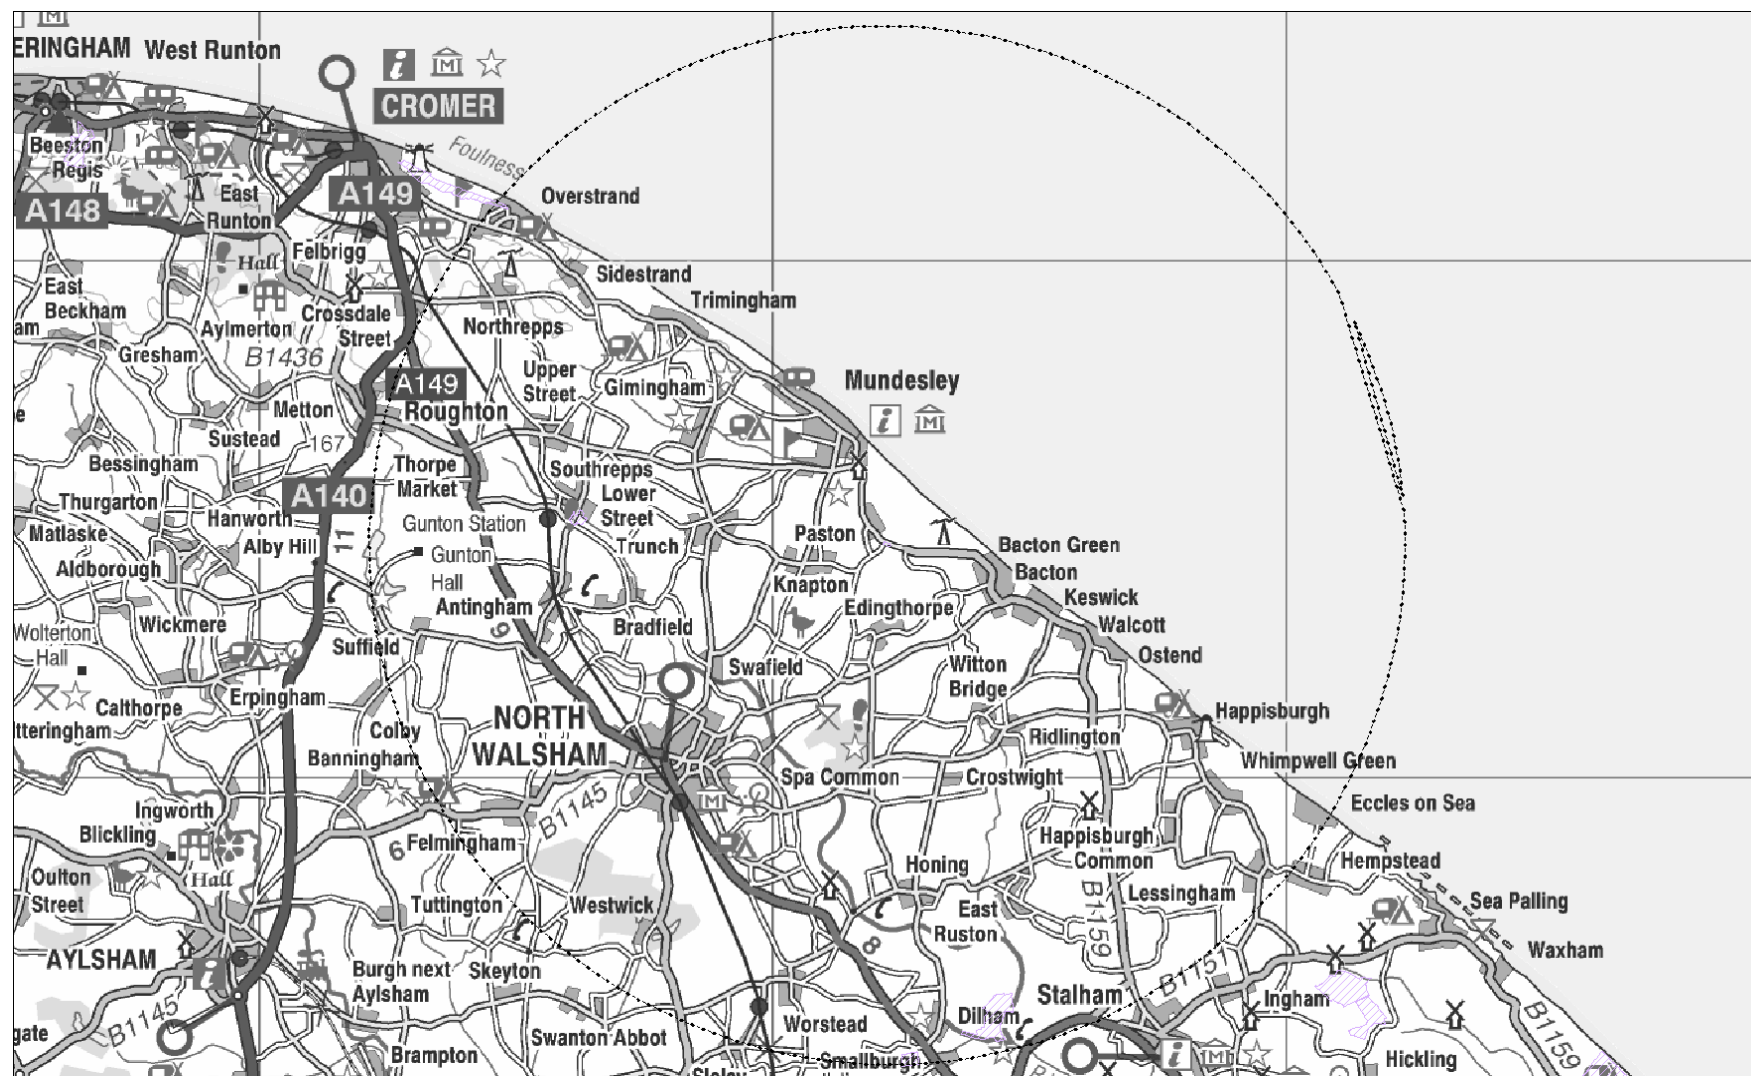 ERINGHAM West Runton
CROMER
Foulness
Beeston
Regis
A149
A148
East
Runton
Overstrand
Felbrigg
Hall
Sidestrand
East
Beckham
Trimingham
am
Aylmerton
Crossdale
Street
Northrepps
Gresham
B1436
Upper
Street
Gimingham
Mundesley
A149
Roughton
Metton
e
Sustead
167
Bessingham
Thorpe
Market
Southrepps
Lower
Street
A140
Thurgarton
Hanworth
Gunton Station
Matlaske
Alby Hill
11
Paston
Trunch
Gunton
Hall
Bacton Green
Aldborough
Bacton
Knapton
Keswick
Antingham
Edingthorpe
Wickmere
9
Bradfield
Walcott
Wolterton
Hall
Suffield
Swafield
Witton
Bridge
Ostend
Erpingham
Calthorpe
Itteringham
NORTH
WALSHAM
Happisburgh
Colby
Ridlington
Banningham
Whimpwell Green
Spa Common
Crostwight
Ingworth
Blickling
B1145
Eccles on Sea
6
Felmingham
Happisburgh
Common
Honing
Hempstead
Hall
Oulton
Street
Lessingham
Tuttington
Westwick
East
Ruston
B1159
Sea Palling
8
AYLSHAM
Waxham
Burgh next
Aylsham
Skeyton
B1151
Stalham
Ingham
B1145
gate
Dilham
Worstead
Swanton Abbot
B1159
Brampton
Smallburgh
Hickling
Sloley